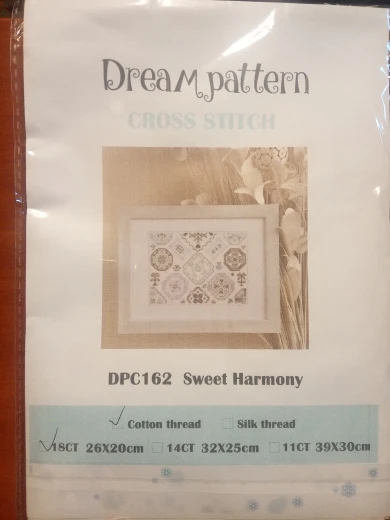 Dream pattern
CROSS STITCH
DPC162 Sweet Harmony
Cotton thread Silk thread
18CT 26X20cm 14CT 32X25cm 11CT 39X30cm